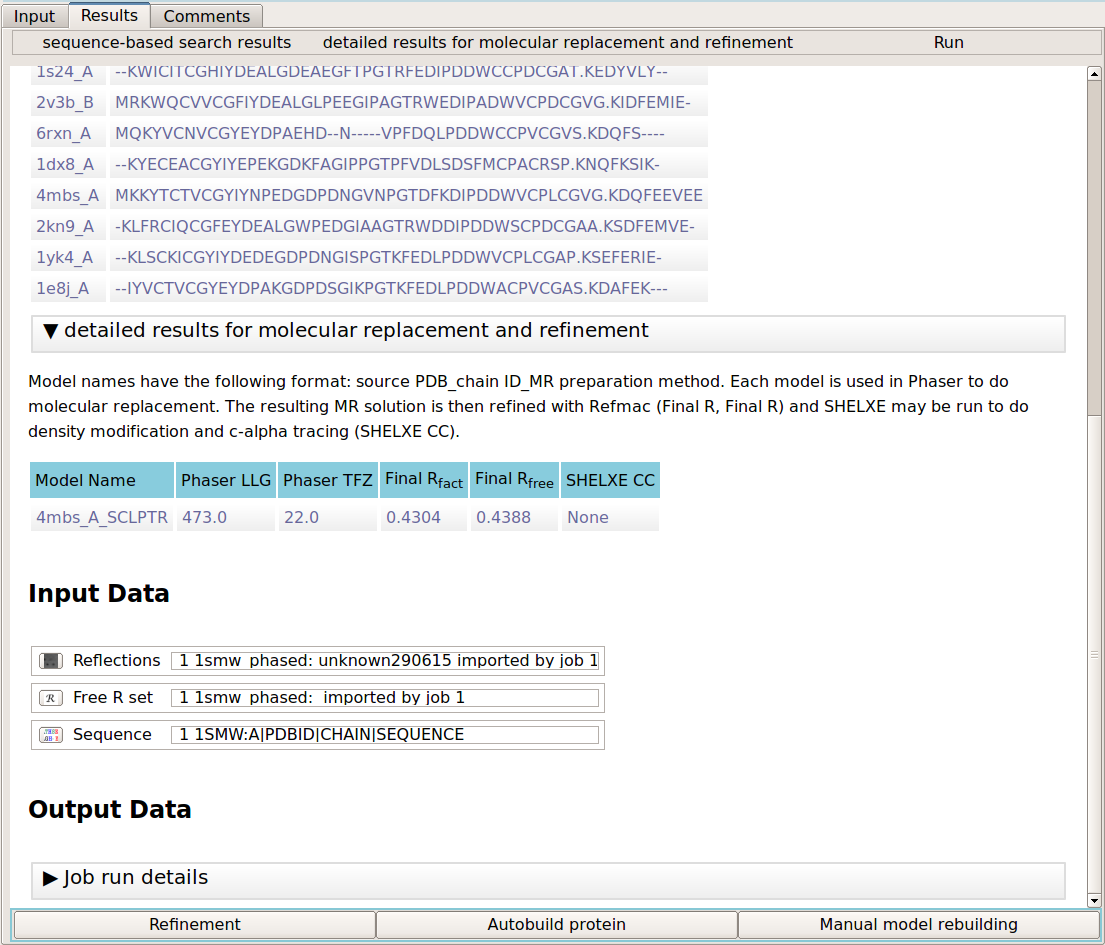 Input Results Comments
sequence-based search results detailed results for molecular replacement and refinement Run
1s24_A --KWICITCGHIYDEALGDEAEGFTPGTRFEDIPDDWCCPDCGAT.KEDYVLY--
2v3b_B MRKWQCVVCGFIYDEALGLPEEGIPAGTRWEDIPADWVCPDCGVG.KIDFEMIE-
6rxn_A MQKYVCNVCGYEYDPAEHD--N-----VPFDQLPDDWCCPVCGVS.KDQFS----
1dx8_A --KYECEACGYIYEPEKGDKFAGIPPGTPFVDLSDSFMCPACRSP.KNQFKSIK-
4mbs_A MKKYTCTVCGYIYNPEDGDPDNGVNPGTDFKDIPDDWVCPLCGVG.KDQFEEVEE
2kn9_A -KLFRCIQCGFEYDEALGWPEDGIAAGTRWDDIPDDWSCPDCGAA.KSDFEMVE-
1yk4_A --KLSCKICGYIYDEDEGDPDNGISPGTKFEDLPDDWVCPLCGAP.KSEFERIE-
1e8j_A --IYVCTVCGYEYDPAKGDPDSGIKPGTKFEDLPDDWACPVCGAS.KDAFEK---
▼ detailed results for molecular replacement and refinement
Model names have the following format: source PDB_chain ID_MR preparation method. Each model is used in Phaser to do
molecular replacement. The resulting MR solution is then refined with Refmac (Final R, Final R) and SHELXE may be run to do
density modification and c-alpha tracing (SHELXE CC).
Model Name Phaser LLG Phaser TFZ Final Rfact Final Rfree SHELXE CC
4mbs_A_SCLPTR 473.0 22.0 0.4304 0.4388 None
Input Data
Reflections 1 1smw_phased: unknown290615 imported by job 1
R Free R set 1 1smw_phased: imported by job 1
Sequence 1 1SMW:A|PDBID|CHAIN|SEQUENCE
Output Data
▶ Job run details
Refinement Autobuild protein Manual model rebuilding